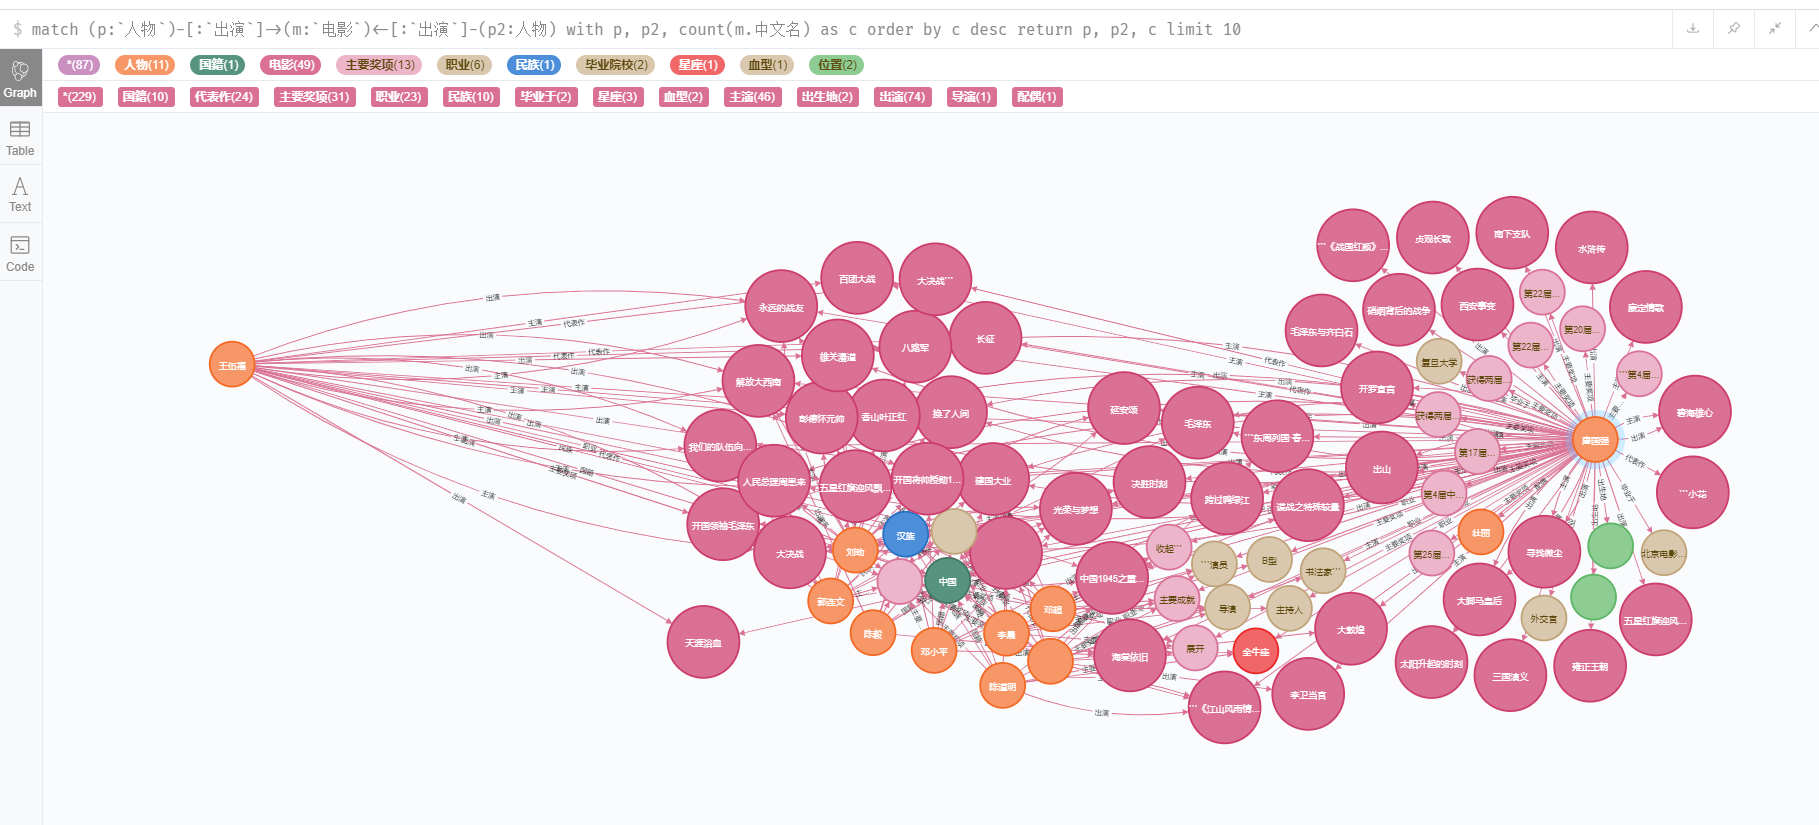 $ match (p:`人物`)-[:`出演`]->(m:`电影`)<-[:`出演`]-(p2:人物) with p, p2, count(m.中文名) as c order by c desc return p, p2, c limit 10
*(87) 人物(11) 国籍(1) 电影(49) 主要奖项(13) 职业(6) 民族(1) 毕业院校(2) 星座(1) 血型(1) 位置(2)
*(229) 国籍(10) 代表作(24) 主要奖项(31) 职业(23) 民族(10) 毕业于(2) 星座(3) 血型(2) 主演(46) 出生地(2) 出演(74) 导演(1) 配偶(1)
Graph
Table
Text
Code
王伍福
永远的战友
百团大战
大决战```
雄关漫道
八路军
长征
解放大西南
彭德怀元帅
香山叶正红
换了人间
我们的队伍向...
人民总理周恩来
五星红旗迎风飘...
开国将帅授勋1...
建国大业
开国领袖毛泽东
大决战
天涯浴血
刘劲
汉族
中国
郭连文
陈毅
邓小平
李晨
邓超
陈道明
光荣与梦想
延安颂
毛泽东
```东周列国·春...
决胜时刻
跨过鸭绿江
谍战之特殊较量
出山
开罗宣言
毛泽东与齐白石
硝烟背后的战争
西安事变
```《战国红颜》...
贞观长歌
南下支队
水浒传
康定情歌
第22届...
第20届...
第22届...
```第4届...
复旦大学
获得两届...
获得两届
第17届...
第4届中...
第25届...
唐国强
碧海雄心
```小花
壮丽
寻找微尘
北京电影...
大脚马皇后
外交官
五星红旗迎风...
太阳升起的时刻
三国演义
雍正王朝
中国1945之重...
收起```
```演员
B型
书法家```
主要成就
导演
主持人
展开
金牛座
海棠依旧
大敦煌
李卫当官
```《江山风雨情...